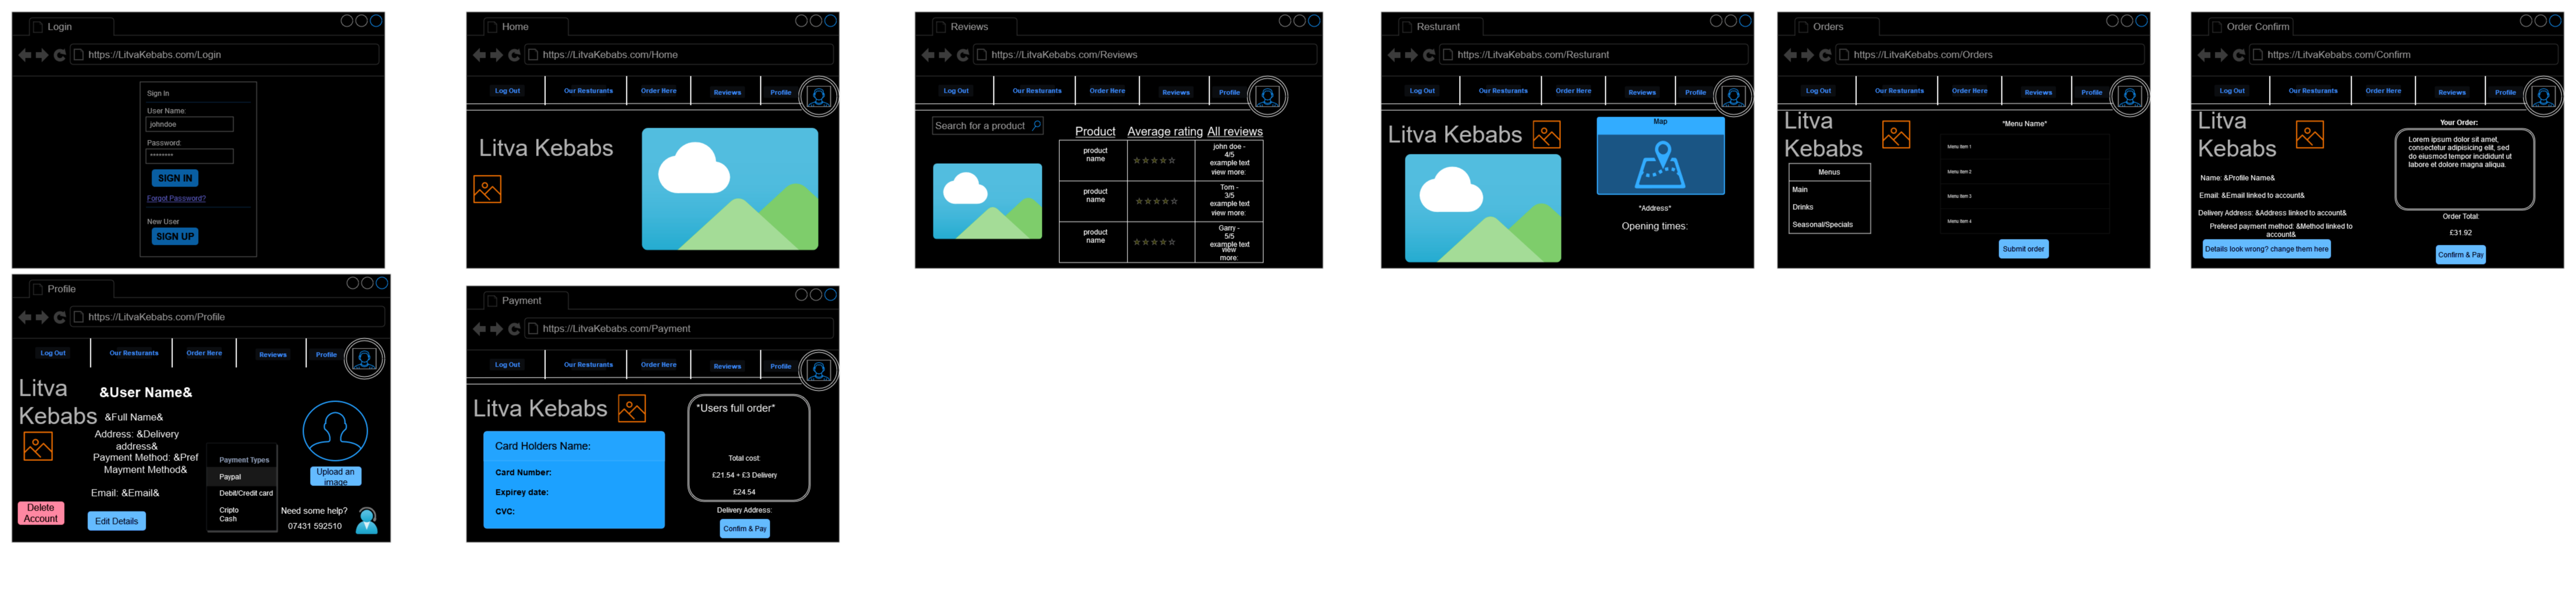 Login
https://LitvaKebabs.com/Login
Sign In
User Name:
johndoe
Password:
********
SIGN IN
Forgot Password?
New User
SIGN UP
Home
https://LitvaKebabs.com/Home
Log Out
Our Resturants
Order Here
Reviews
Profile
Litva Kebabs
Reviews
https://LitvaKebabs.com/Reviews
Log Out
Our Resturants
Order Here
Reviews
Profile
Search for a product
Product
Average rating
All reviews
product
name
john doe -
4/5
example text
view more:
product
name
Tom -
3/5
example text
view more:
product
name
Garry -
5/5
example text
view
more:
Resturant
https://LitvaKebabs.com/Resturant
Log Out
Our Resturants
Order Here
Reviews
Profile
Litva Kebabs
Map
*Address*
Opening times:
Orders
https://LitvaKebabs.com/Orders
Log Out
Our Resturants
Order Here
Reviews
Profile
Litva
Kebabs
Menus
Main
Drinks
Seasonal/Specials
*Menu Name*
Menu Item 1
Menu Item 2
Menu Item 3
Menu Item 4
Submit order
Order Confirm
https://LitvaKebabs.com/Confirm
Log Out
Our Resturants
Order Here
Reviews
Profile
Litva
Kebabs
Name: &Profile Name&
Email: &Email linked to account&
Delivery Address: &Address linked to account&
Prefered payment method: &Method linked to
account&
Details look wrong? change them here
Your Order:
Lorem ipsum dolor sit amet,
consectetur adipisicing elit, sed
do eiusmod tempor incididunt ut
labore et dolore magna aliqua.
Order Total:
£31.92
Confirm & Pay
Profile
https://LitvaKebabs.com/Profile
Log Out
Our Resturants
Order Here
Reviews
Profile
Litva
Kebabs
&User Name&
&Full Name&
Address: &Delivery
address&
Payment Method: &Pref
Mayment Method&
Email: &Email&
Delete
Account
Edit Details
Payment Types
Paypal
Debit/Credit card
Cripto
Cash
Upload an
image
Need some help?
07431 592510
Payment
https://LitvaKebabs.com/Payment
Log Out
Our Resturants
Order Here
Reviews
Profile
Litva Kebabs
Card Holders Name:
Card Number:
Expirey date:
CVC:
*Users full order*
Total cost:
£21.54 + £3 Delivery
£24.54
Delivery Address:
Confim & Pay